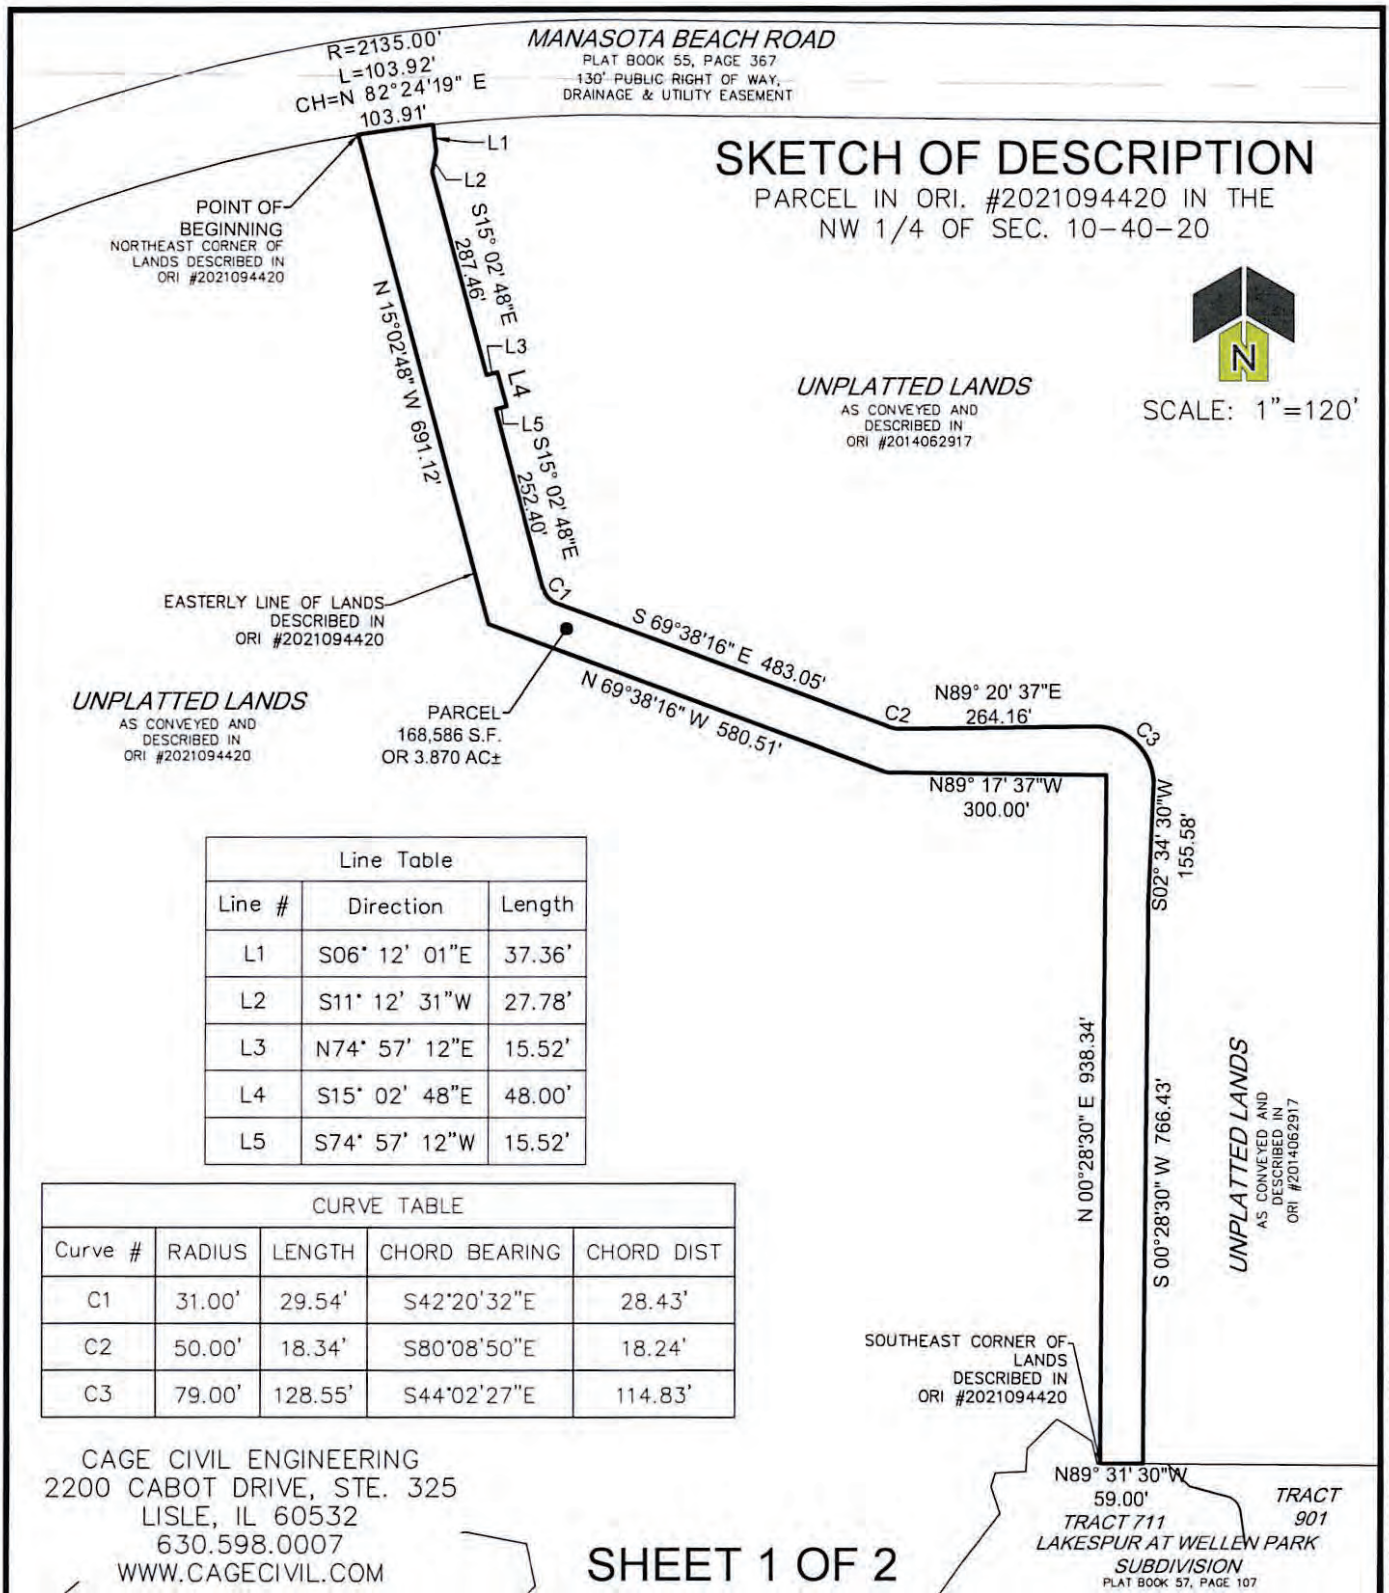 R=2135.00'
L=103.92'
CH=N 82°24'19" E
103.91'
MANASOTA BEACH ROAD
PLAT BOOK 55, PAGE 367
130' PUBLIC RIGHT OF WAY,
DRAINAGE & UTILITY EASEMENT
L1
L2
SKETCH OF DESCRIPTION
PARCEL IN ORI. #2021094420 IN THE
NW 1/4 OF SEC. 10-40-20
POINT OF
BEGINNING
NORTHEAST CORNER OF
LANDS DESCRIBED IN
ORI #2021094420
S15° 02' 48"E
287.46'
N 15°02'48" W 691.12'
L3
L4
L5
N
SCALE: 1"=120'
UNPLATTED LANDS
AS CONVEYED AND
DESCRIBED IN
ORI #2014062917
S15° 02' 48"E
252.40'
C1
EASTERLY LINE OF LANDS
DESCRIBED IN
ORI #2021094420
S 69°38'16" E 483.05'
N 69°38'16" W 580.51'
UNPLATTED LANDS
AS CONVEYED AND
DESCRIBED IN
ORI #2021094420
PARCEL
168,586 S.F.
OR 3.870 AC±
C2
N89° 20' 37"E
264.16'
C3
N89° 17' 37"W
300.00'
S02° 34' 30"W
155.58'
Line Table
Line # Direction Length
L1 S06° 12' 01"E 37.36'
L2 S11° 12' 31"W 27.78'
L3 N74° 57' 12"E 15.52'
L4 S15° 02' 48"E 48.00'
L5 S74° 57' 12"W 15.52'
N 00°28'30" E 938.34'
S 00°28'30" W 766.43'
UNPLATTED LANDS
AS CONVEYED AND
DESCRIBED IN
ORI #2014062917
CURVE TABLE
Curve # RADIUS LENGTH CHORD BEARING CHORD DIST
C1 31.00' 29.54' S42°20'32"E 28.43'
C2 50.00' 18.34' S80°08'50"E 18.24'
C3 79.00' 128.55' S44°02'27"E 114.83'
SOUTHEAST CORNER OF
LANDS
DESCRIBED IN
ORI #2021094420
CAGE CIVIL ENGINEERING
2200 CABOT DRIVE, STE. 325
LISLE, IL 60532
630.598.0007
WWW.CAGECIVIL.COM
SHEET 1 OF 2
N89° 31' 30"W
59.00'
TRACT 711
LAKESPUR AT WELLEN PARK
SUBDIVISION
PLAT BOOK 57, PAGE 107
TRACT
901